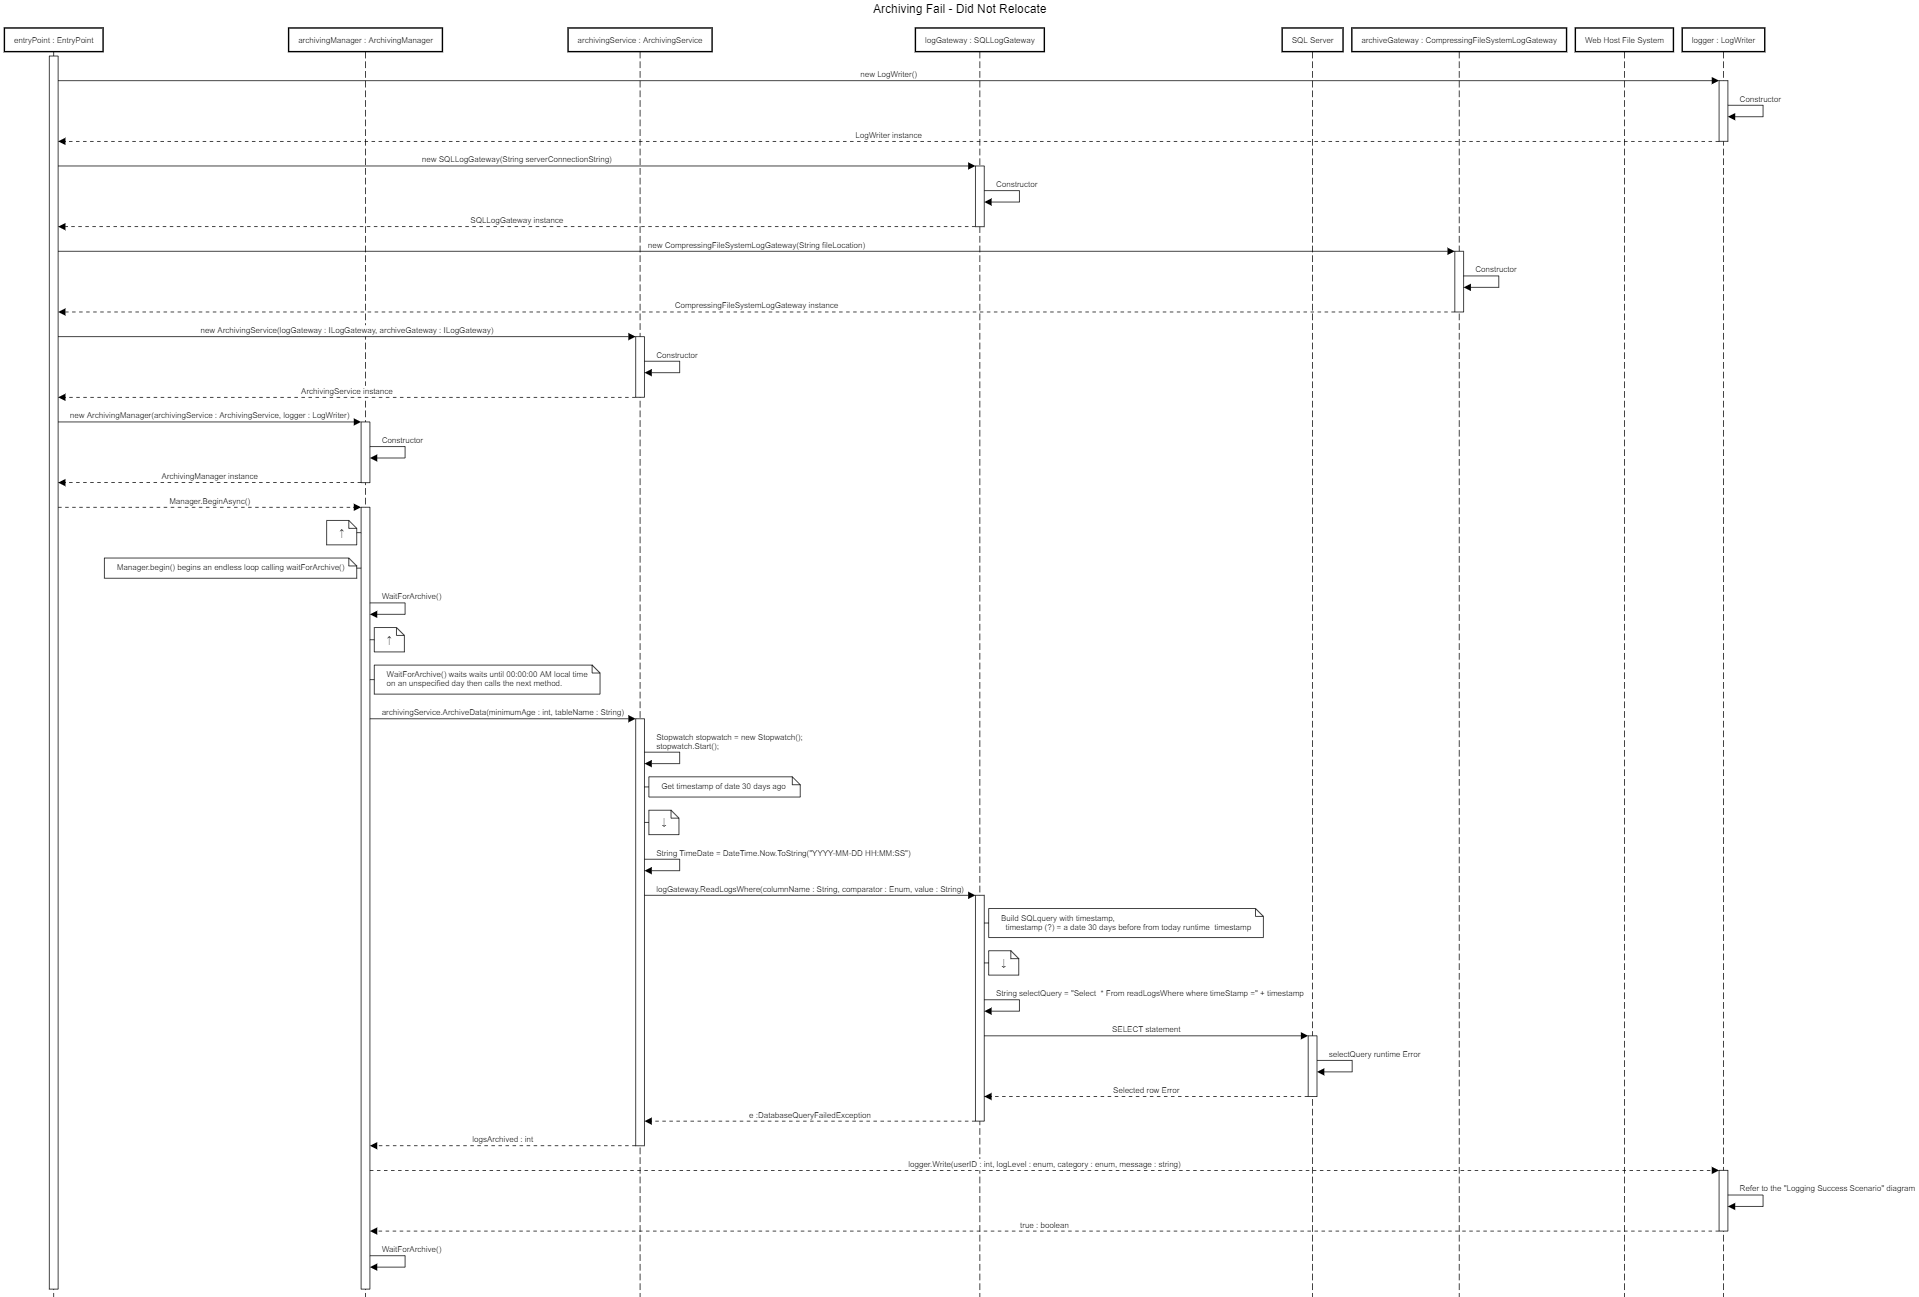 Archiving Fail - Did Not Relocate
entryPoint : EntryPoint
archivingManager : ArchivingManager
archivingService : ArchivingService
logGateway : SQLLogGateway
SQL Server
archiveGateway : CompressingFileSystemLogGateway
Web Host File System
logger : LogWriter
new LogWriter()
Constructor
LogWriter instance
new SQLLogGateway(String serverConnectionString)
Constructor
SQLLogGateway instance
new CompressingFileSystemLogGateway(String fileLocation)
Constructor
CompressingFileSystemLogGateway instance
new ArchivingService(logGateway : ILogGateway, archiveGateway : ILogGateway)
Constructor
ArchivingService instance
new ArchivingManager(archivingService : ArchivingService, logger : LogWriter)
Constructor
ArchivingManager instance
Manager.BeginAsync()
↑
Manager.begin() begins an endless loop calling waitForArchive()
WaitForArchive()
↑
WaitForArchive() waits waits until 00:00:00 AM local time
on an unspecified day then calls the next method.
archivingService.ArchiveData(minimumAge : int, tableName : String)
Stopwatch stopwatch = new Stopwatch();
stopwatch.Start();
Get timestamp of date 30 days ago
↓
String TimeDate = DateTime.Now.ToString("YYYY-MM-DD HH:MM:SS")
logGateway.ReadLogsWhere(columnName : String, comparator : Enum, value : String)
Build SQLquery with timestamp,
timestamp (?) = a date 30 days before from today runtime  timestamp
↓
String selectQuery = "Select  * From readLogsWhere where timeStamp =" + timestamp
SELECT statement
selectQuery runtime Error
Selected row Error
e :DatabaseQueryFailedException
logsArchived : int
logger.Write(userID : int, logLevel : enum, category : enum, message : string)
Refer to the "Logging Success Scenario" diagram
true : boolean
WaitForArchive()